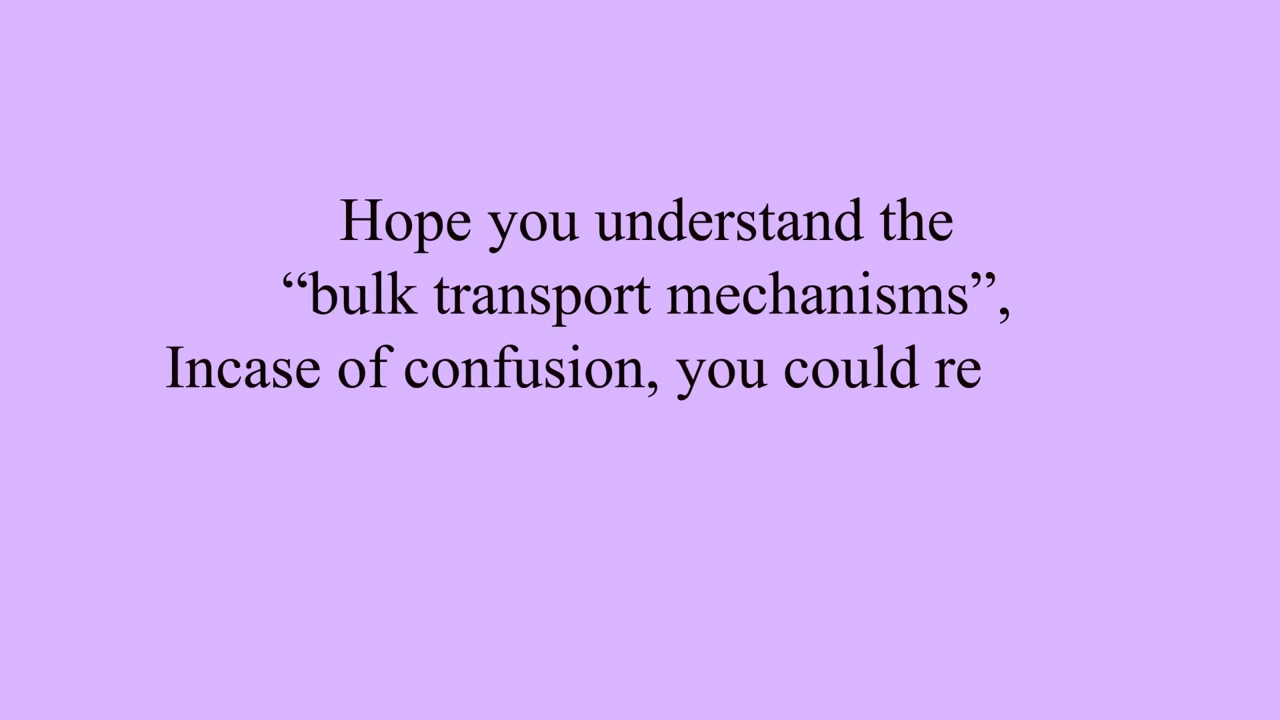 Hope you understand the
“bulk transport mechanisms”,
Incase of confusion, you could re